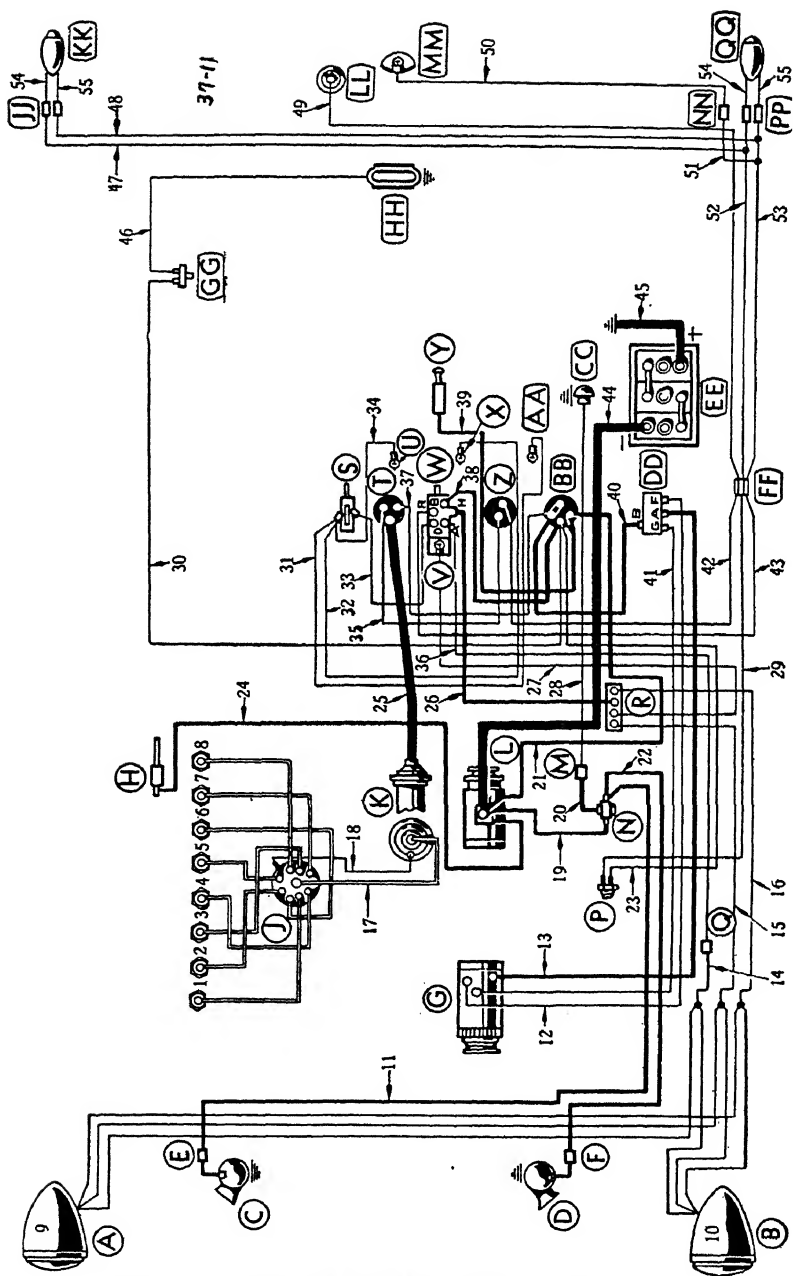 10
9
B
A
D
C
F
E
11
14
Q
12
13
G
15
16
23
P
1
2
3
4
5
6
7
8
J
17
18
H
K
N
19
20
22
M
L
21
24
R
29
28
27
26
25
36
35
33
32
31
30
S
T
V
W
U
R
B
D
A
H
38
37
34
Z
X
Y
39
BB
AA
B
CC
43
42
41
40
B
G A F
DD
44
FF
EE
-
+
45
HH
GG
46
53
52
51
47
48
NN
PP
54
55
QQ
50
MM
49
LL
37-11
JJ
54
55
KK